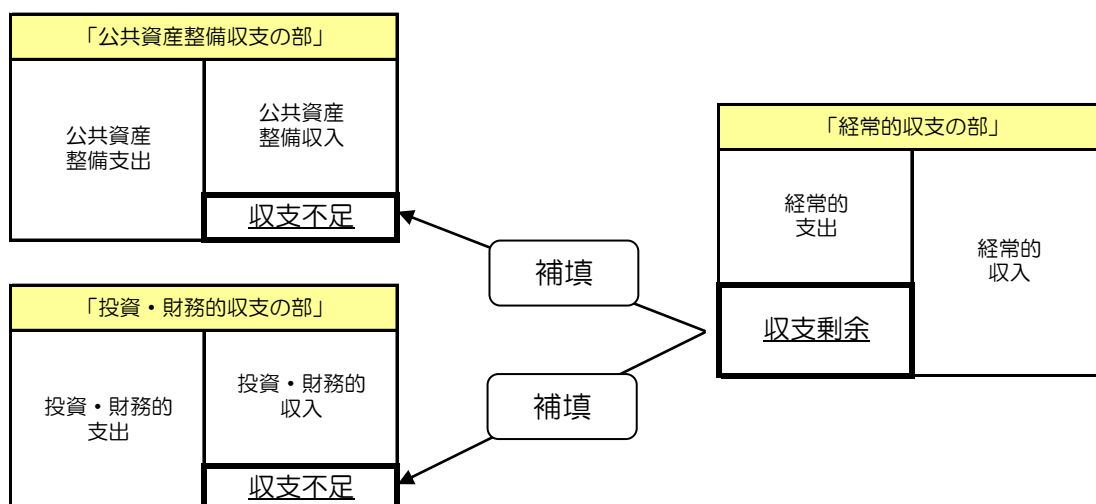 「公共資産整備収支の部」
公共資産
整備支出
公共資産
整備収入
収支不足
「投資・財務的収支の部」
投資・財務的
支出
投資・財務的
収入
収支不足
補填
補填
「経常的収支の部」
経常的
支出
収支剰余
経常的
収入